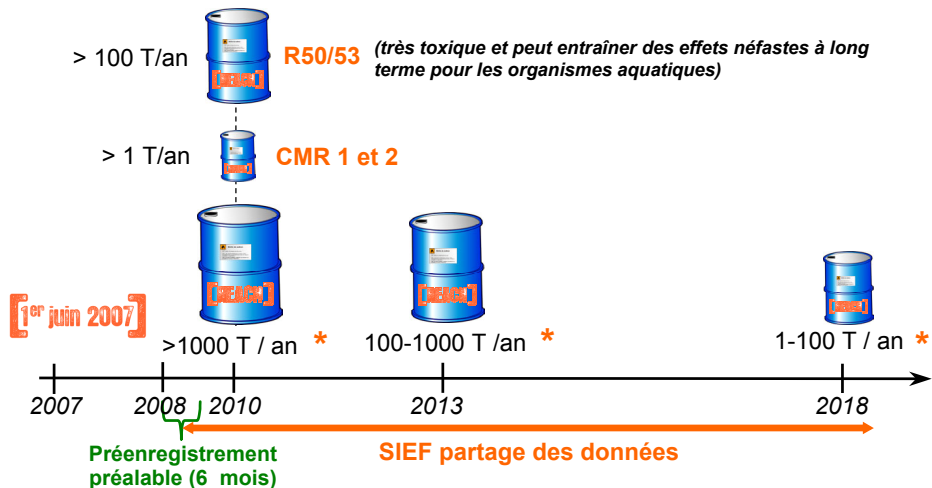 > 100 T/an
R50/53
(très toxique et peut entraîner des effets néfastes à long
terme pour les organismes aquatiques)
[REACH]
> 1 T/an
CMR 1 et 2
[REACH]
[REACH]
[REACH]
[REACH]
[1er juin 2007]
>1000 T / an *
100-1000 T /an *
1-100 T / an *
2007
2008
2010
2013
2018
Préenregistrement
préalable (6 mois)
SIEF partage des données